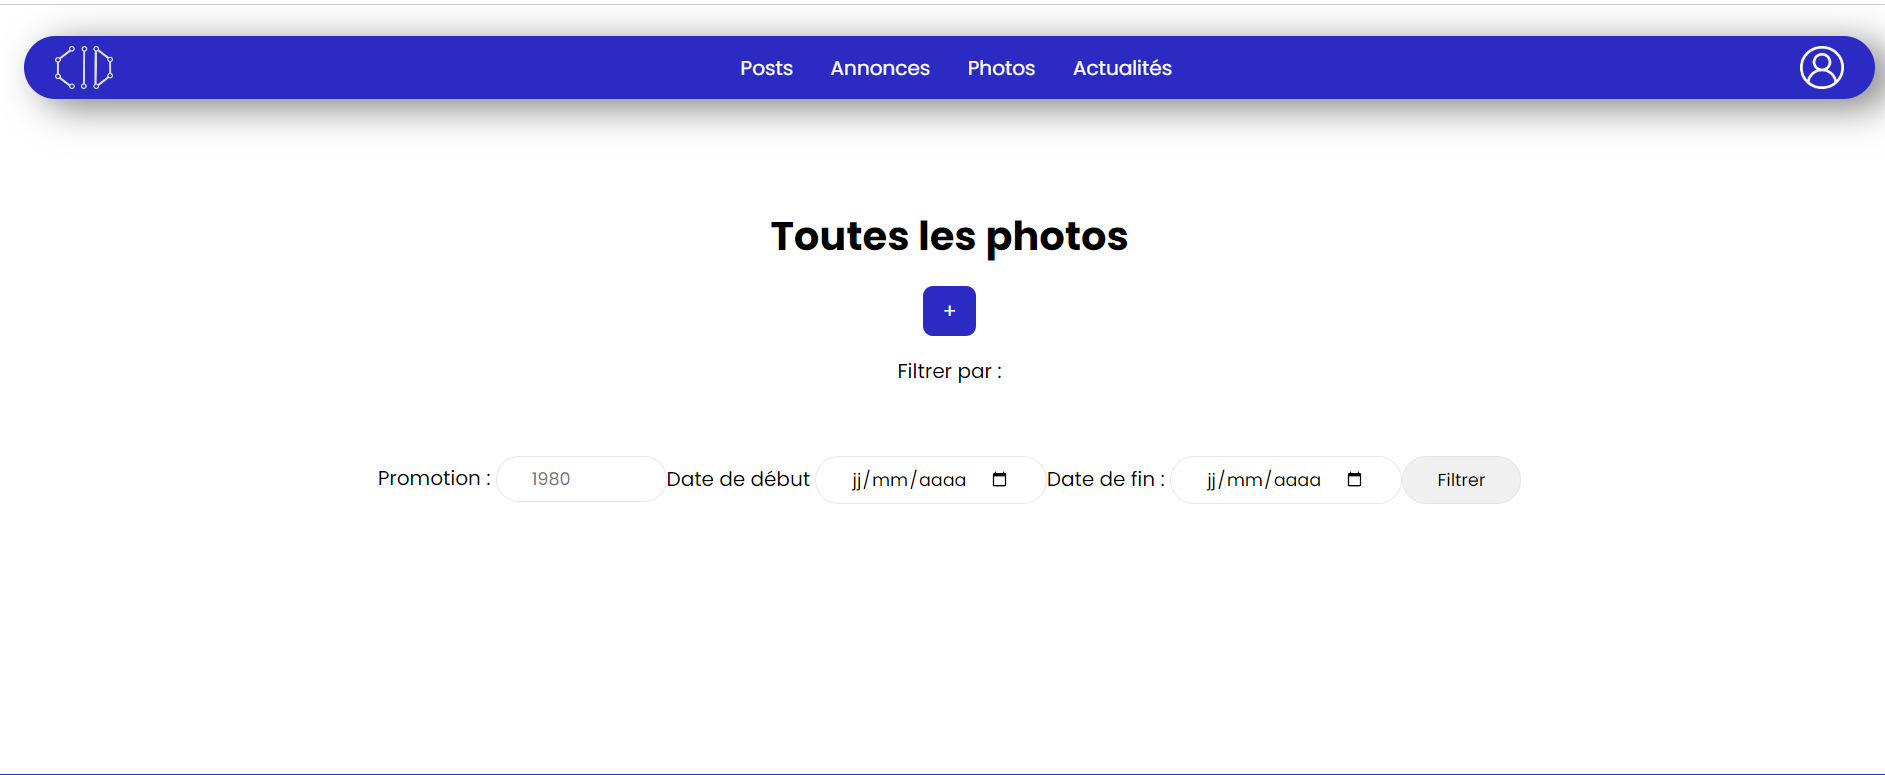 Posts Annonces Photos Actualités
Toutes les photos
+
Filtrer par :
Promotion : 1980 Date de début jj/mm/aaaa Date de fin : jj/mm/aaaa Filtrer